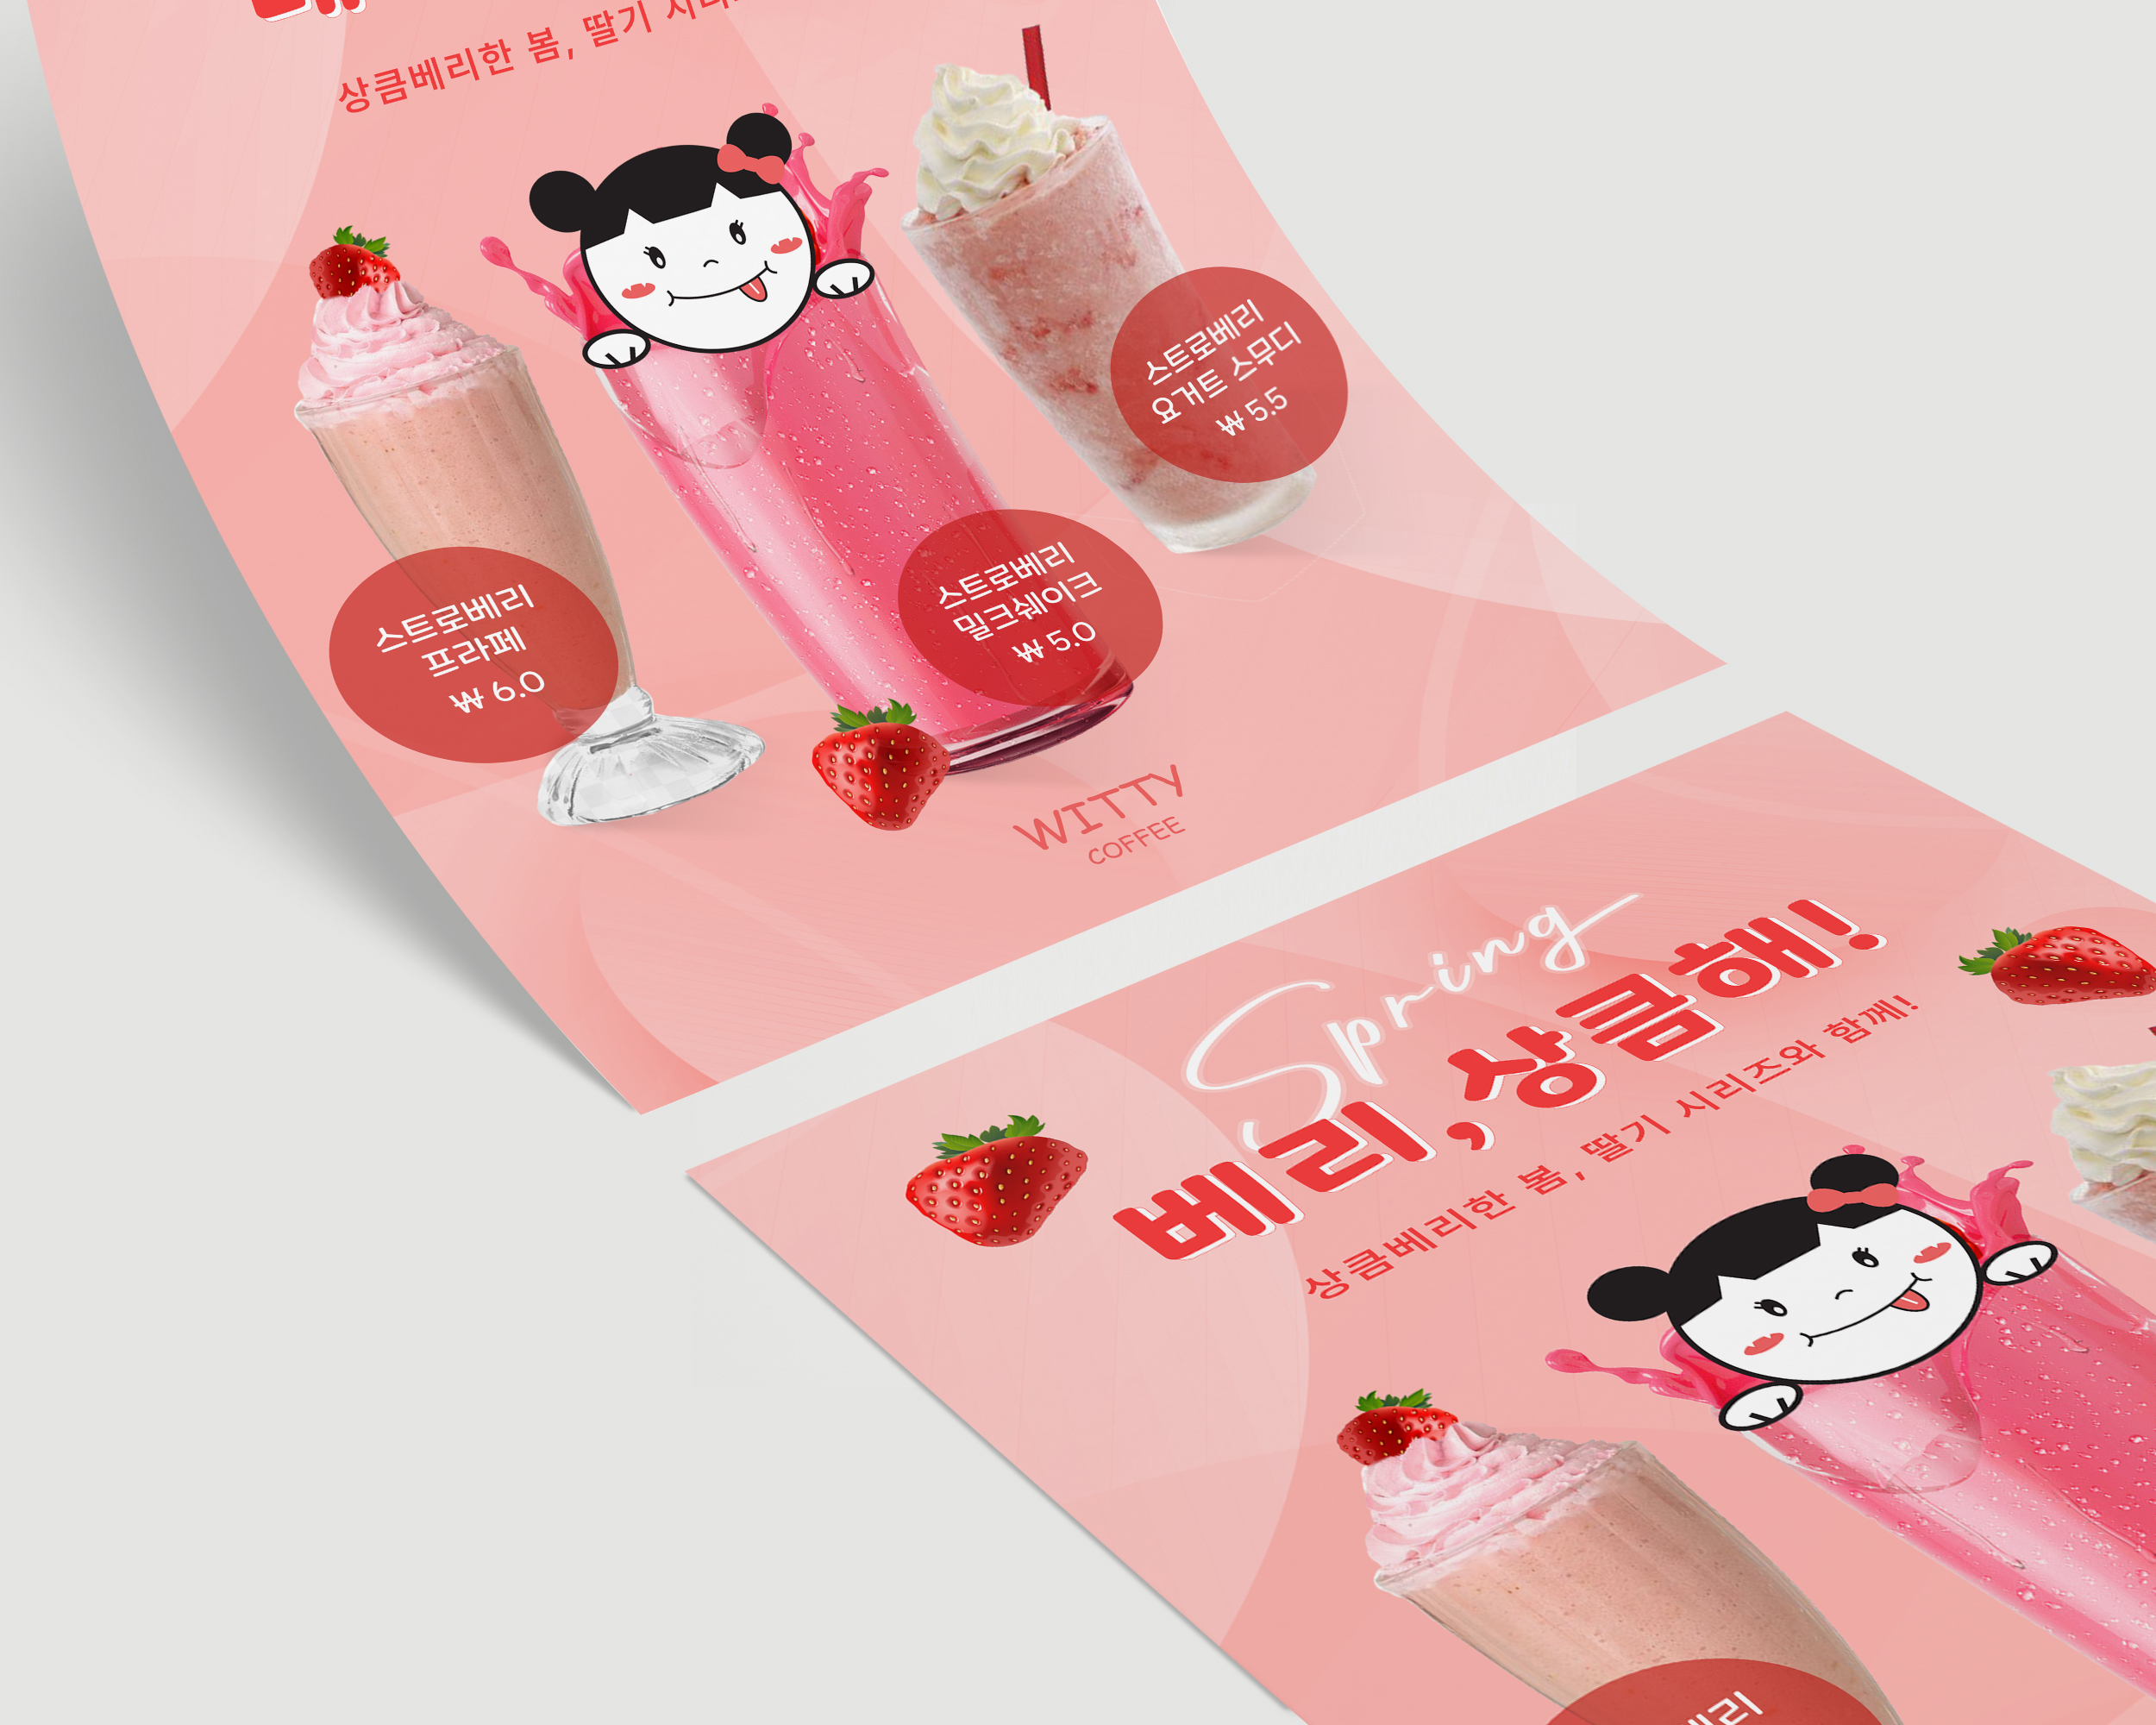 상큼베리한 봄, 딸기
스트로베리
요거트 스무디
₩ 5.5
스트로베리
밀크쉐이크
₩ 5.0
스트로베리
프라페
₩ 6.0
WITTY
COFFEE
Spring
베리,상큼해!
상큼베리한 봄, 딸기 시리즈와 함께!